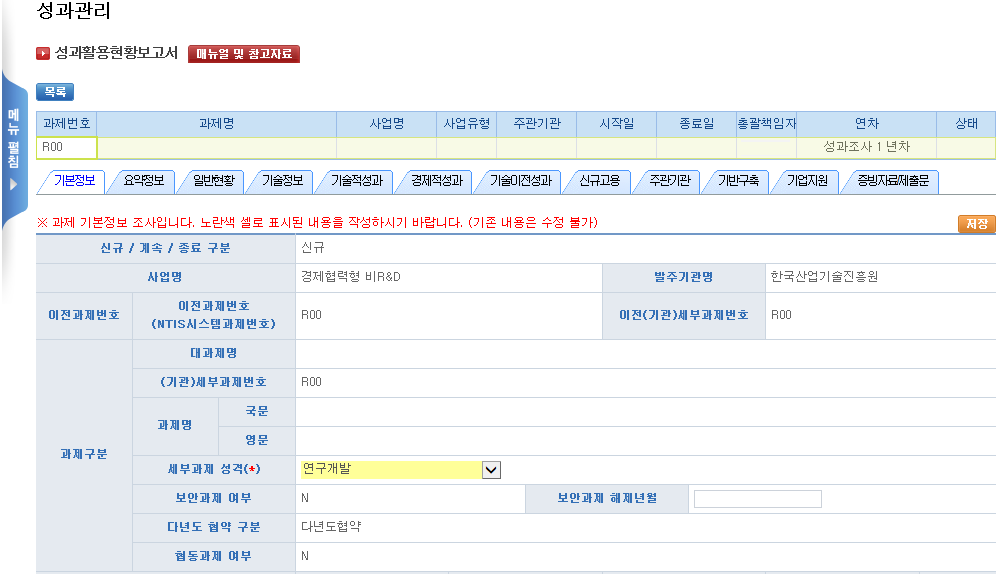 성과관리
성과활용현황보고서 매뉴얼 및 참고자료
목록
메뉴 펼침
과제번호 과제명 사업명 사업유형 주관기관 시작일 종료일 총괄책임자 연차 상태
R00 성과조사 1 년차
기본정보 요약정보 일반현황 기술정보 기술적성과 경제적성과 기술이전성과 신규고용 주관기관 기반구축 기업지원 증빙자료제출문
※ 과제 기본정보 조사입니다. 노란색 셀로 표시된 내용을 작성하시기 바랍니다. (기존 내용은 수정 불가) 저장
신규 / 계속 / 종료 구분 신규
사업명 경제협력형 비R&D 발주기관명 한국산업기술진흥원
이전과제번호 이전과제번호
(NTIS시스템과제번호) R00 이전(기관)세부과제번호 R00
과제구분 대과제명
(기관)세부과제번호 R00
과제명 국문
영문
세부과제 성격(*) 연구개발
보안과제 여부 N 보안과제 해제년월
다년도 협약 구분 다년도협약
협동과제 여부 N